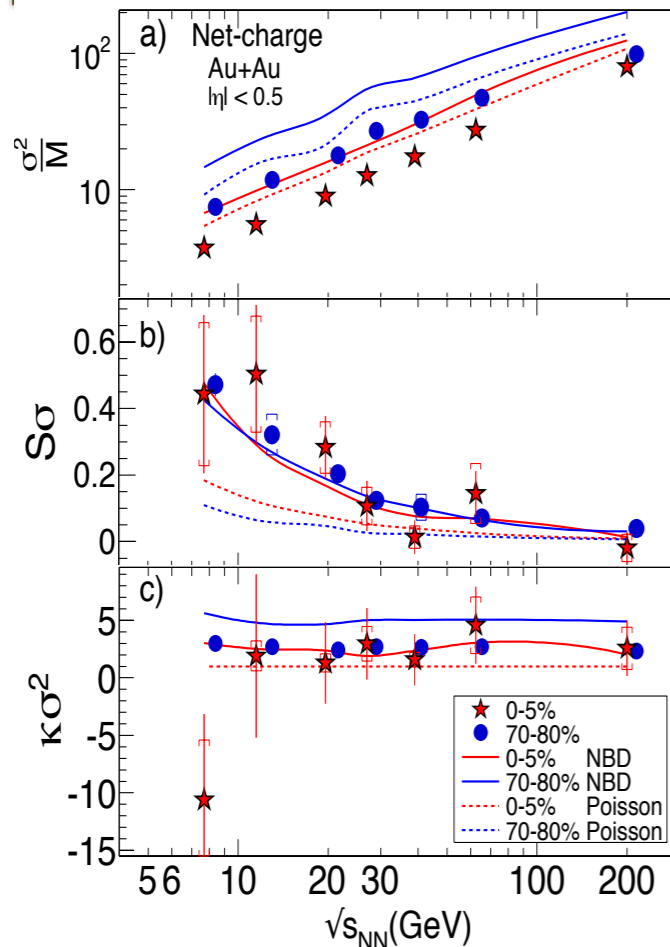 a) Net-charge
Au+Au
|η| < 0.5
10²
10
σ²
M
b)
0.6
0.4
0.2
0
Sσ
c)
5
0
-5
-10
-15
κσ²
0-5%
70-80%
0-5% NBD
70-80% NBD
0-5% Poisson
70-80% Poisson
5 6 10 20 30 100 200
√sNN(GeV)